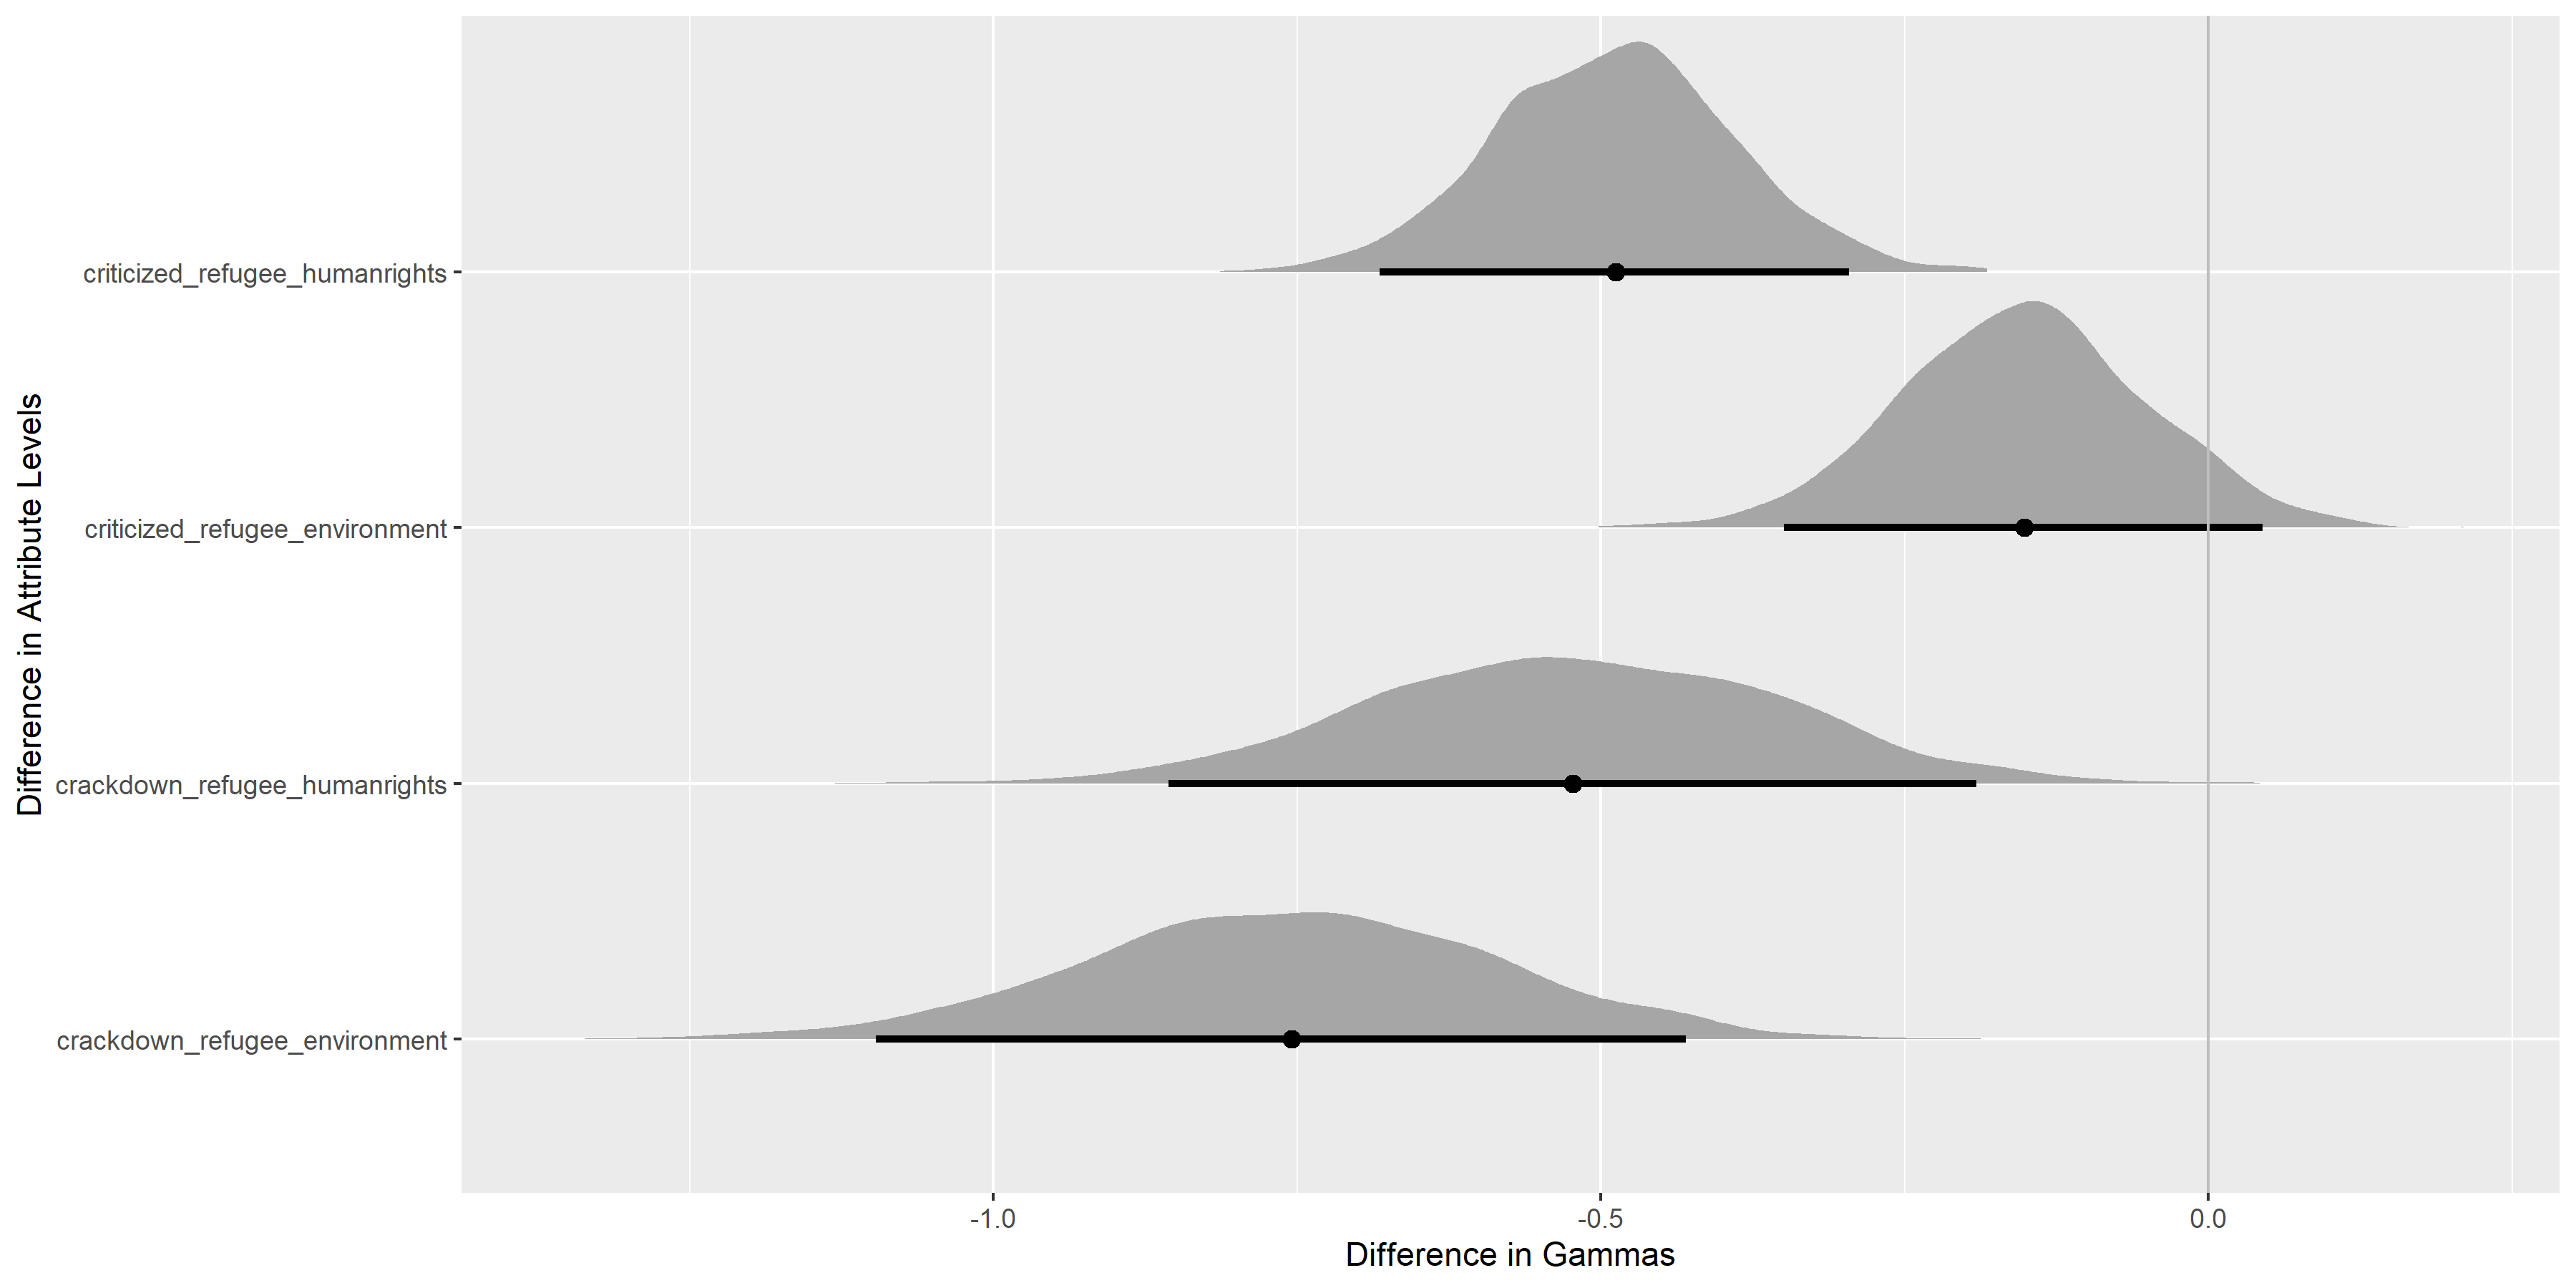 Difference in Attribute Levels
criticized_refugee_humanrights
criticized_refugee_environment
crackdown_refugee_humanrights
crackdown_refugee_environment
-1.0
-0.5
0.0
Difference in Gammas